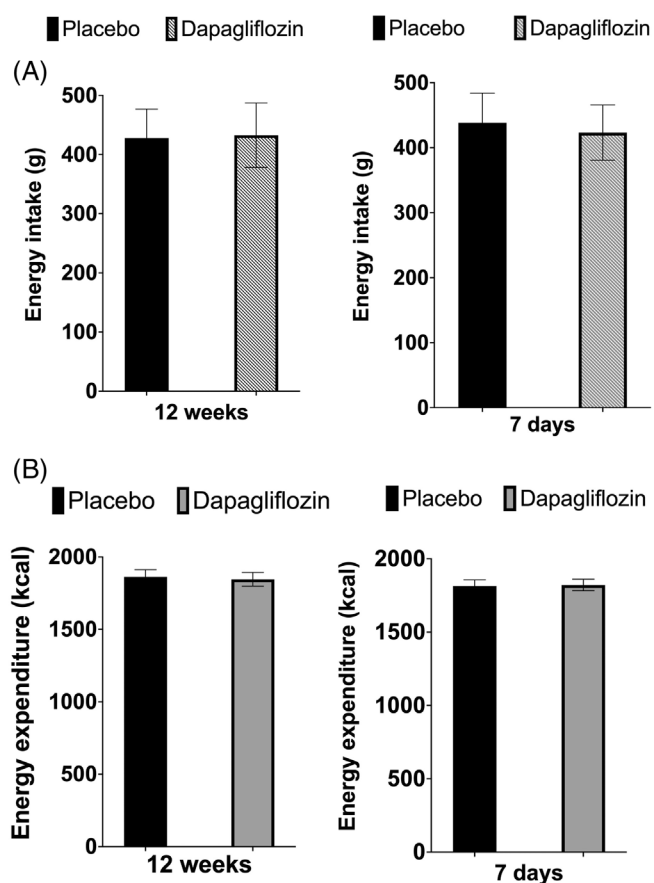 Placebo Dapagliflozin
Placebo Dapagliflozin
(A)
Energy intake (g)
500
400
300
200
100
0
12 weeks
Energy intake (g)
500
400
300
200
100
0
7 days
(B)
Placebo Dapagliflozin
Placebo Dapagliflozin
Energy expenditure (kcal)
2000
1500
1000
500
0
12 weeks
Energy expenditure (kcal)
2000
1500
1000
500
0
7 days